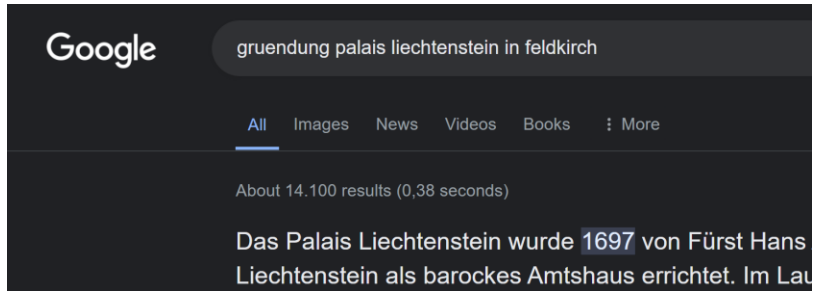 Google
gruendung palais liechtenstein in feldkirch
All Images News Videos Books ⋮ More
About 14.100 results (0,38 seconds)
Das Palais Liechtenstein wurde 1697 von Fürst Hans
Liechtenstein als barockes Amtshaus errichtet. Im